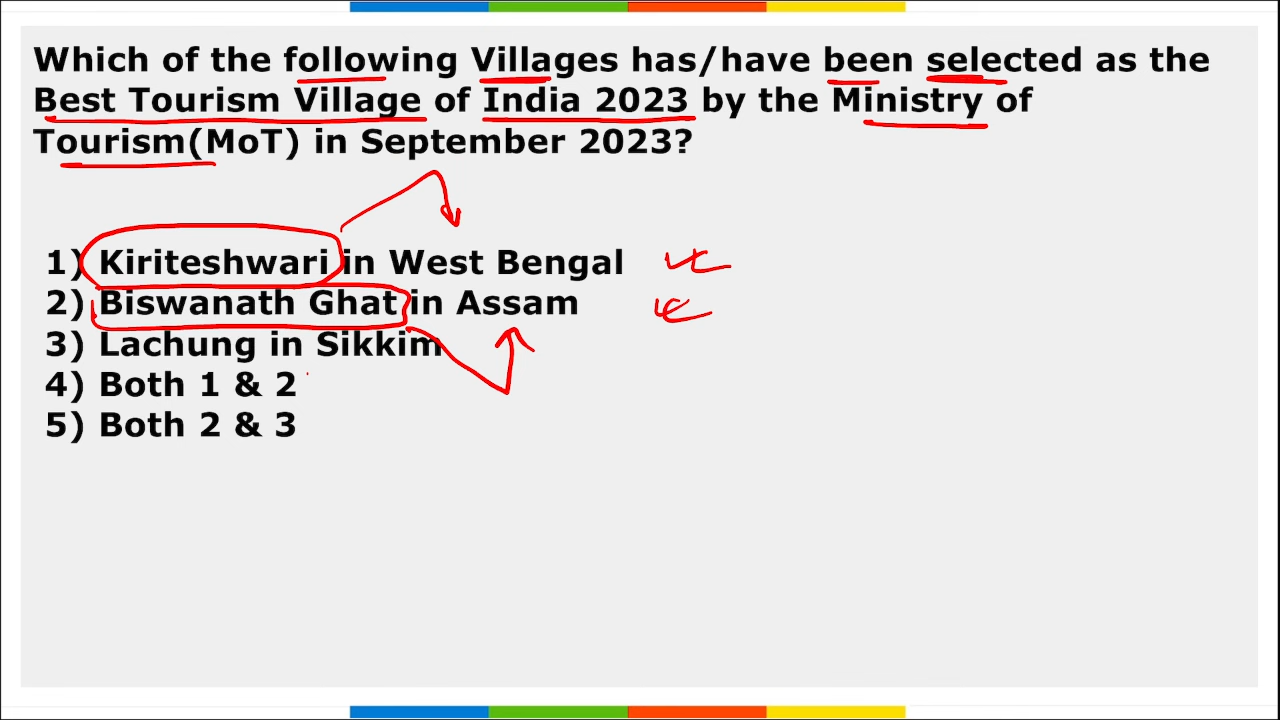 Which of the following Villages has/have been selected as the
Best Tourism Village of India 2023 by the Ministry of
Tourism(MoT) in September 2023?
1) Kiriteshwari in West Bengal
2) Biswanath Ghat in Assam
3) Lachung in Sikkim
4) Both 1 & 2
5) Both 2 & 3